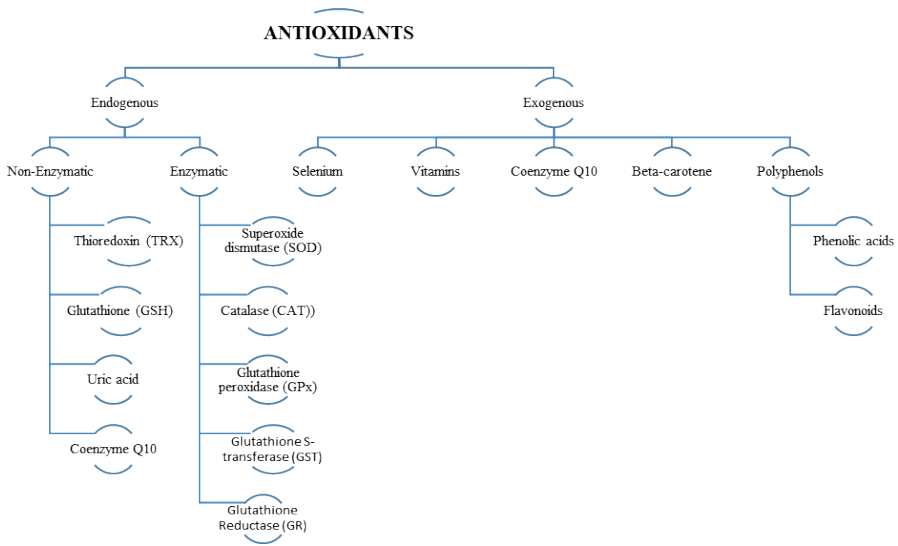 ANTIOXIDANTS
Endogenous
Exogenous
Non-Enzymatic
Enzymatic
Selenium
Vitamins
Coenzyme Q10
Beta-carotene
Polyphenols
Thioredoxin (TRX)
Glutathione (GSH)
Uric acid
Coenzyme Q10
Superoxide
dismutase (SOD)
Catalase (CAT))
Glutathione
peroxidase (GPx)
Glutathione S-
transferase (GST)
Glutathione
Reductase (GR)
Phenolic acids
Flavonoids